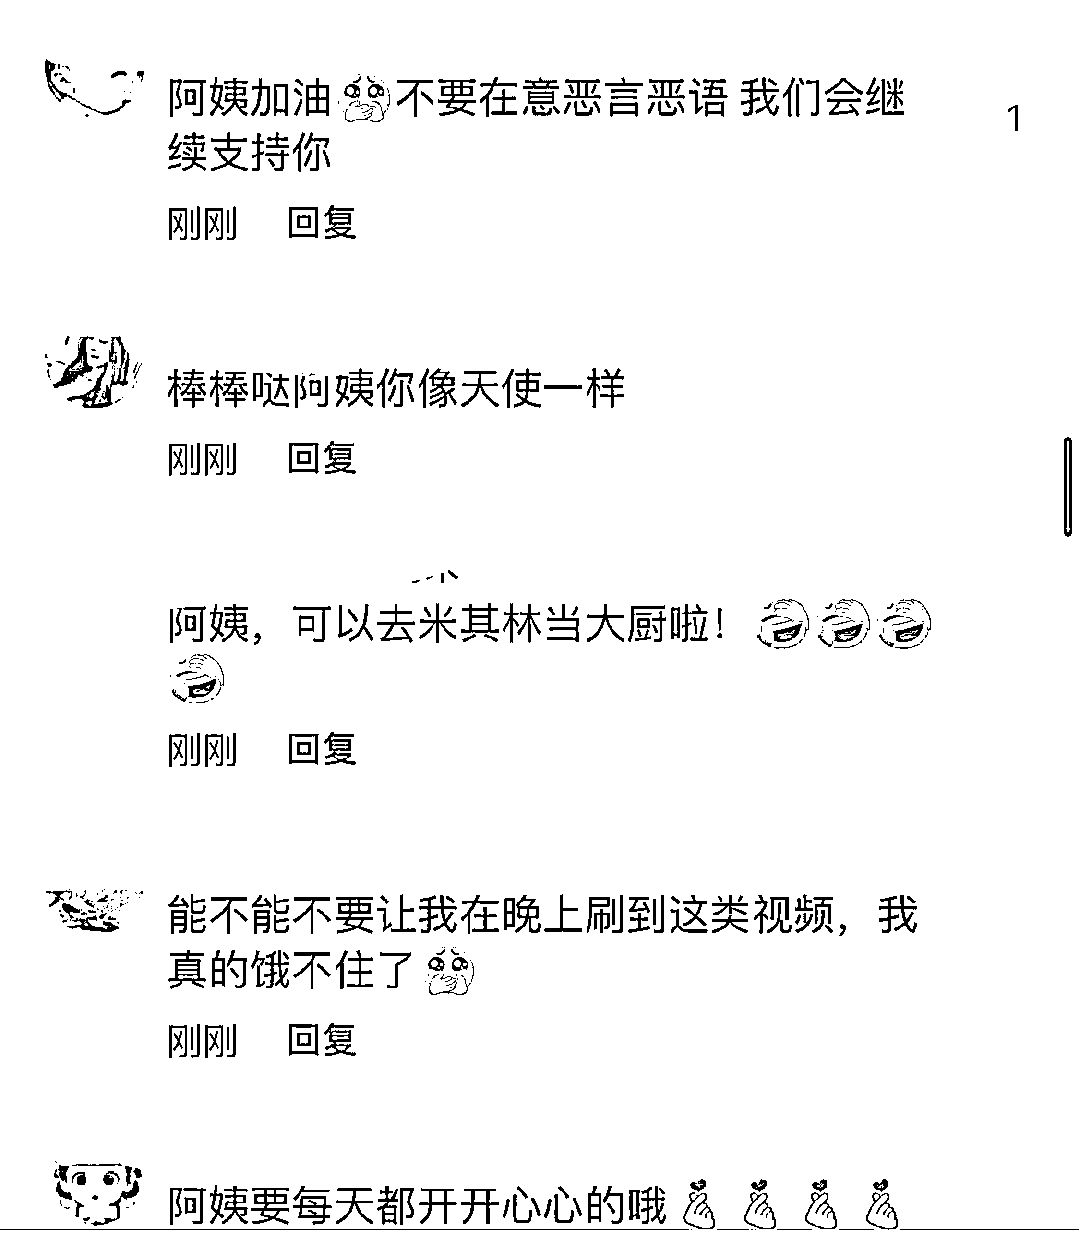 阿姨加油不要在意恶言恶语 我们会继
1
续支持你
刚刚 回复
棒棒哒阿姨你像天使一样
刚刚 回复
阿姨，可以去米其林当大厨啦！
刚刚 回复
能不能不要让我在晚上刷到这类视频，我
真的饿不住了
刚刚 回复
阿姨要每天都开开心心的哦